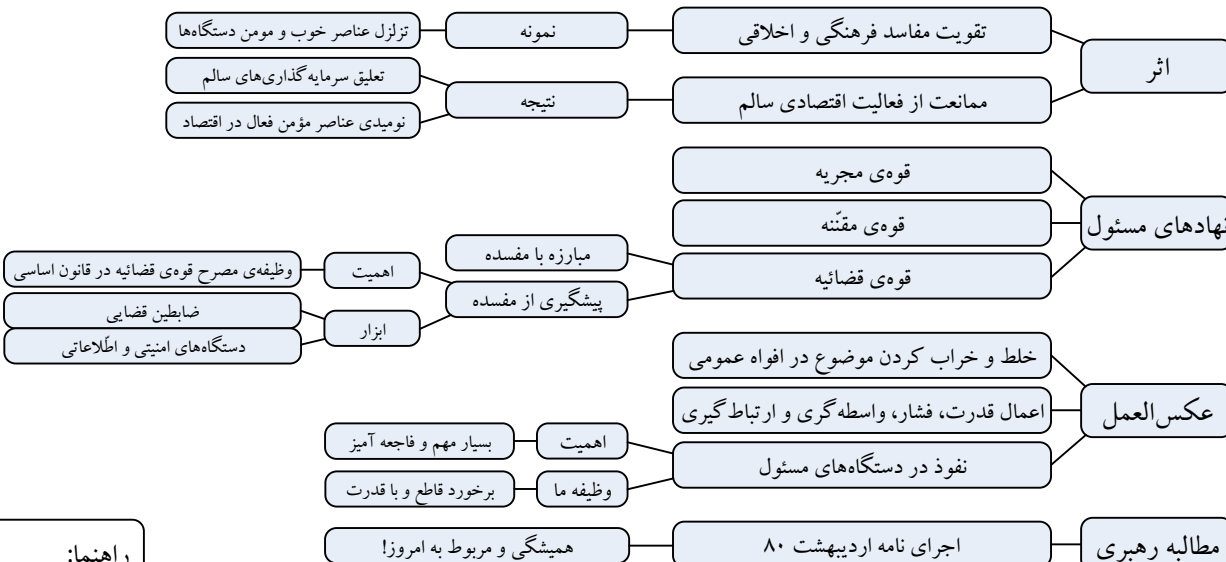 اثر
تقویت مفاسد فرهنگی و اخلاقی
نمونه
تزلزل عناصر خوب و مومن دستگاه‌ها
ممانعت از فعالیت اقتصادی سالم
نتیجه
تعلیق سرمایه‌گذاری‌های سالم
نومیدی عناصر مؤمن فعال در اقتصاد
نهادهای مسئول
قوه‌ی مجریه
قوه‌ی مقنّنه
قوه‌ی قضائیه
مبارزه با مفسده
پیشگیری از مفسده
اهمیت
وظیفه‌ی مصرح قوه‌ی قضائیه در قانون اساسی
ابزار
ضابطین قضایی
دستگاه‌های امنیتی و اطّلاعاتی
عکس‌العمل
خلط و خراب کردن موضوع در افواه عمومی
اعمال قدرت، فشار، واسطه‌گری و ارتباط‌گیری
نفوذ در دستگاه‌های مسئول
اهمیت
بسیار مهم و فاجعه آمیز
وظیفه ما
برخورد قاطع و با قدرت
مطالبه رهبری
اجرای نامه اردیبهشت ۸۰
همیشگی و مربوط به امروز!
راهنما: